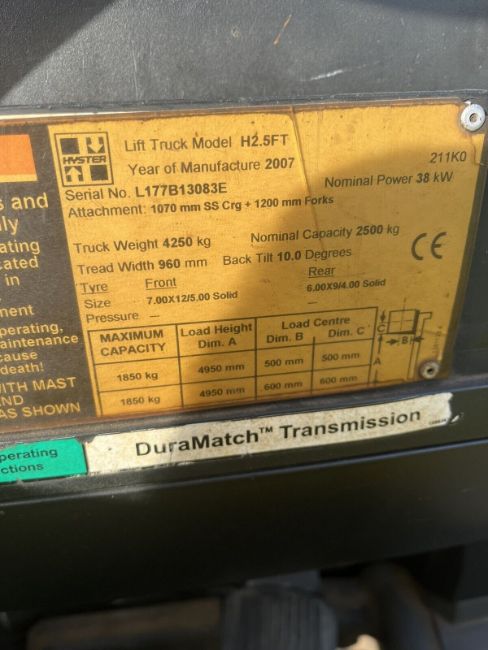 HYSTER
Lift Truck Model H2.5FT
Year of Manufacture 2007
211K0
Serial No. L177B13083E
Nominal Power 38 kW
Attachment: 1070 mm SS Crg + 1200 mm Forks
Truck Weight 4250 kg
Nominal Capacity 2500 kg
Tread Width 960 mm
Back Tilt 10.0 Degrees
CE
Tyre Front Rear
Size 7.00X12/5.00 Solid 6.00X9/4.00 Solid
Pressure — —
MAXIMUM CAPACITY
Load Height Dim. A
Load Centre
Dim. B Dim. C
1850 kg 4950 mm 500 mm 500 mm
1850 kg 4950 mm 600 mm 600 mm
C
B
A
s and
ly
ating
cated
in
ment
perating,
aintenance
cause
death!
WITH MAST
AND
AS SHOWN
perating
ctions
DuraMatch™ Transmission